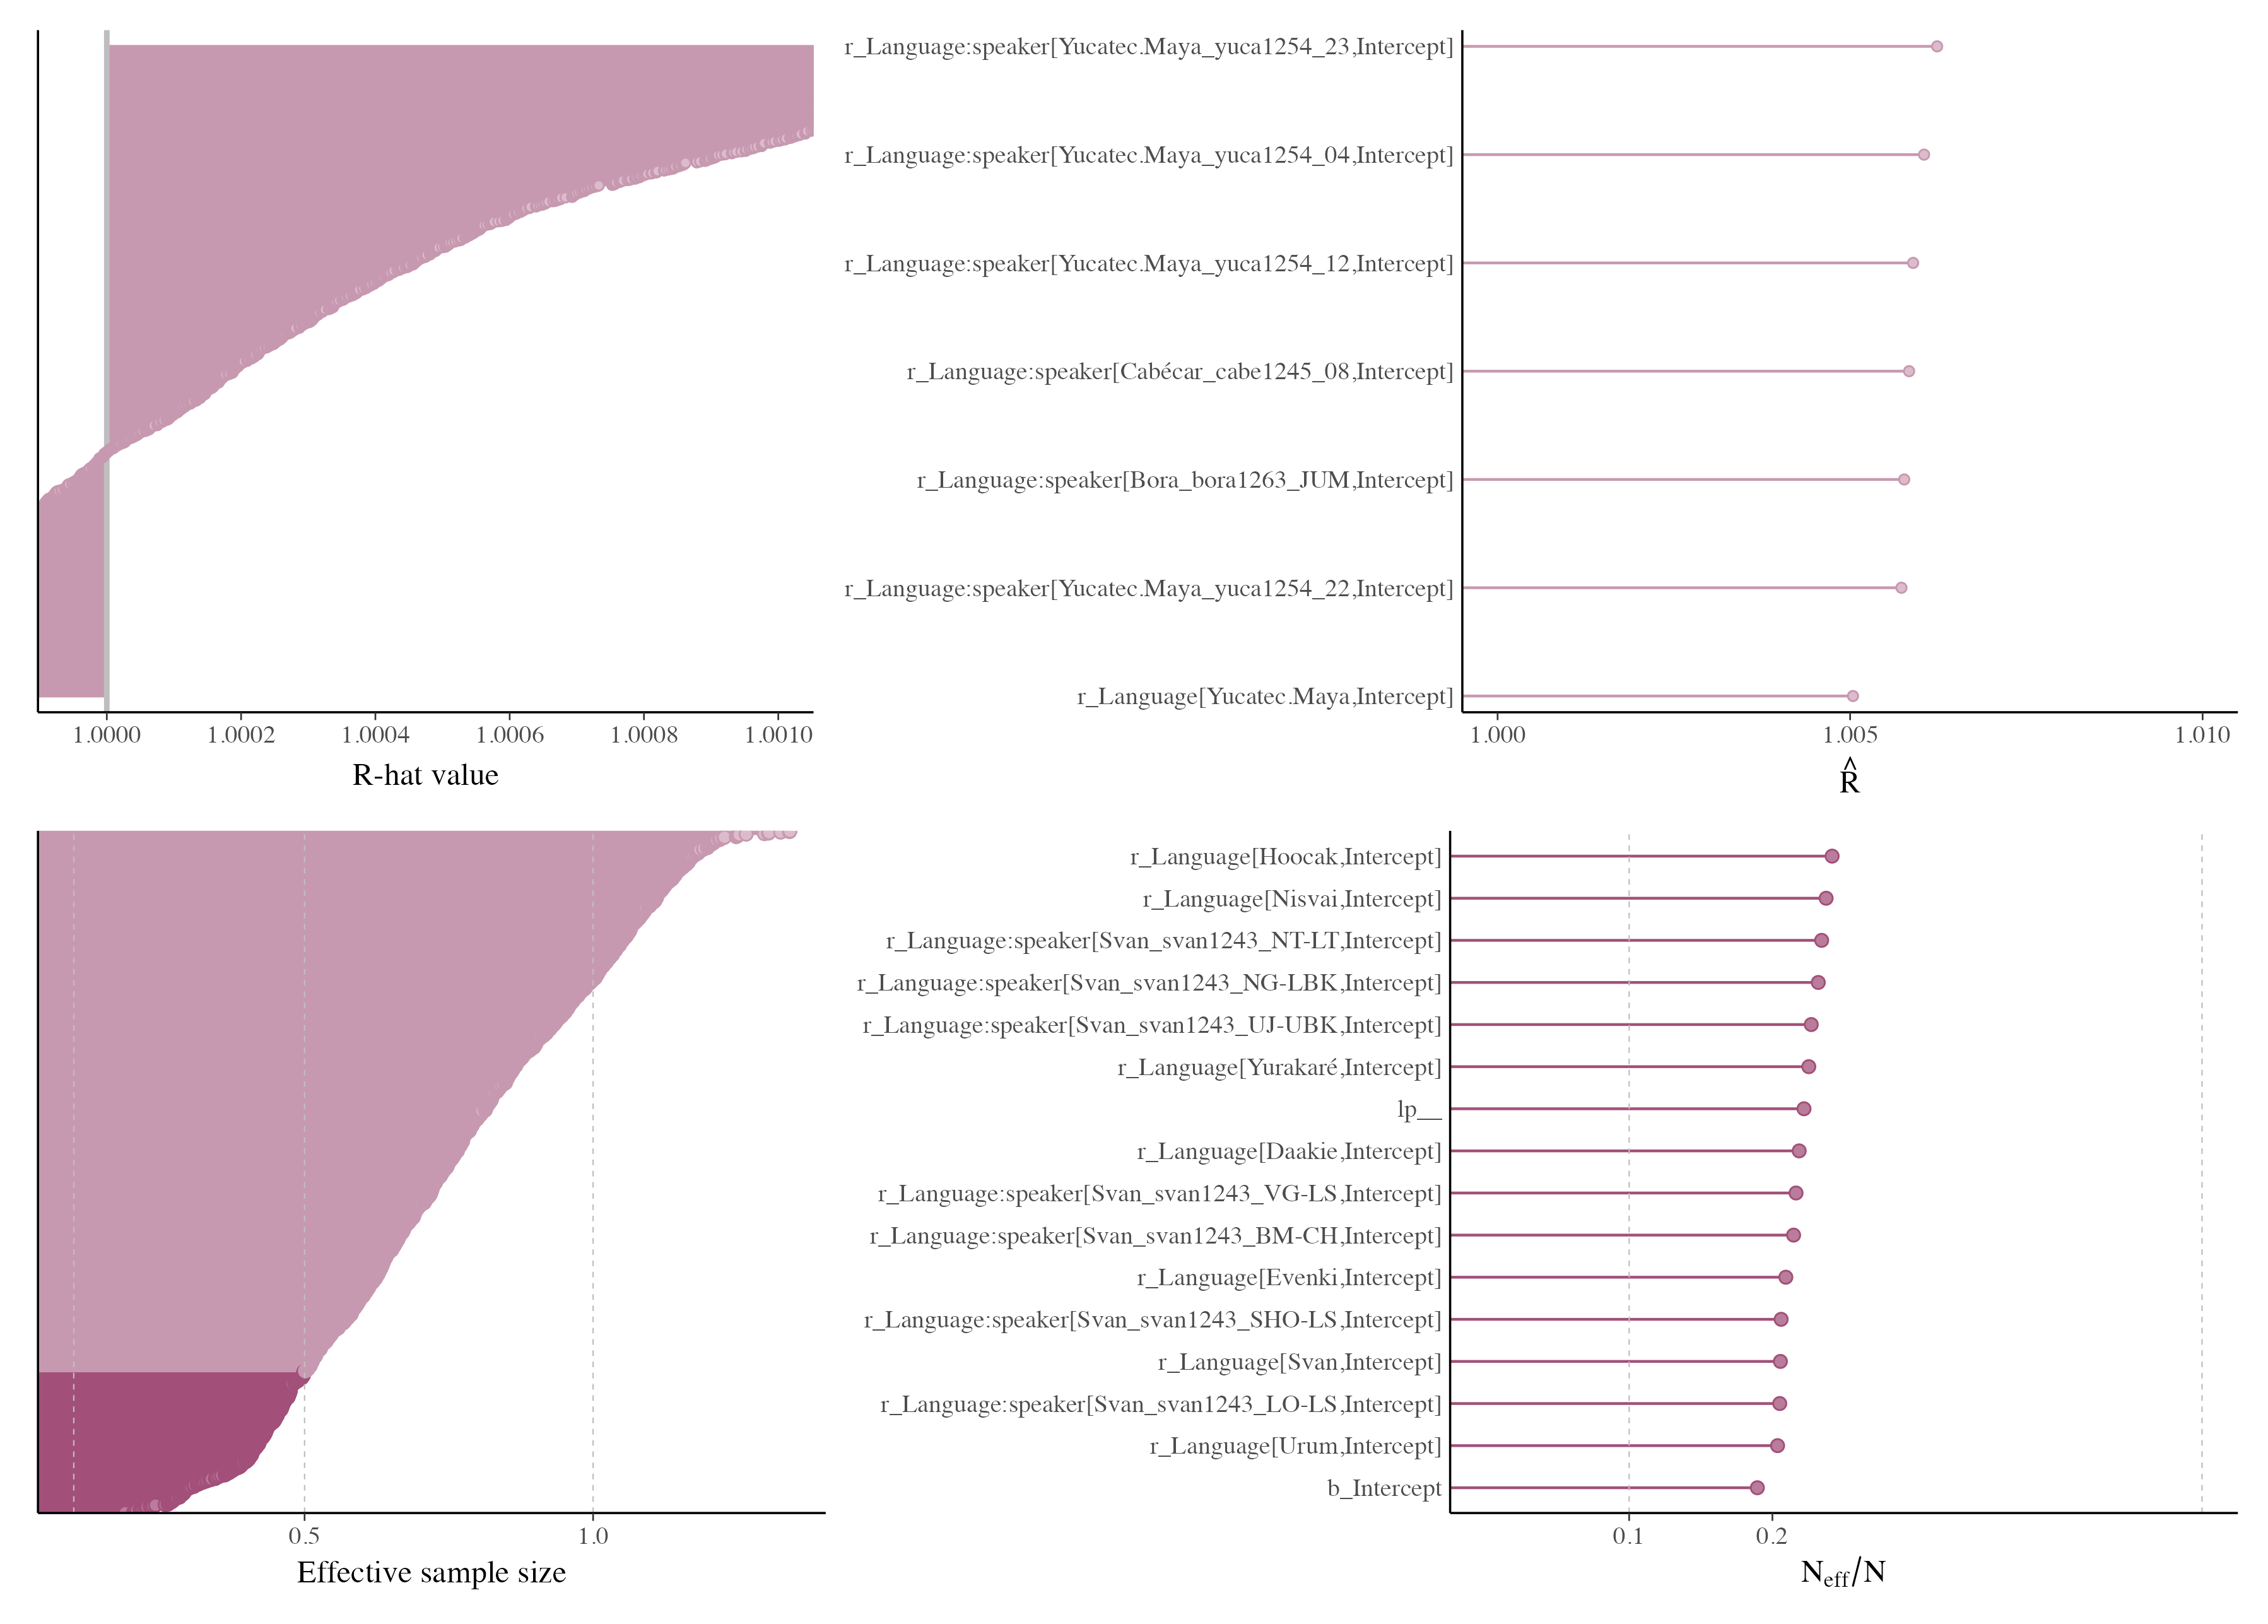 1.0000 1.0002 1.0004 1.0006 1.0008 1.0010
R-hat value
r_Language:speaker[Yucatec.Maya_yuca1254_23,Intercept]
r_Language:speaker[Yucatec.Maya_yuca1254_04,Intercept]
r_Language:speaker[Yucatec.Maya_yuca1254_12,Intercept]
r_Language:speaker[Cabécar_cabe1245_08,Intercept]
r_Language:speaker[Bora_bora1263_JUM,Intercept]
r_Language:speaker[Yucatec.Maya_yuca1254_22,Intercept]
r_Language[Yucatec.Maya,Intercept]
1.000 1.005 1.010
R̂
0.5 1.0
Effective sample size
r_Language[Hoocak,Intercept]
r_Language[Nisvai,Intercept]
r_Language:speaker[Svan_svan1243_NT-LT,Intercept]
r_Language:speaker[Svan_svan1243_NG-LBK,Intercept]
r_Language:speaker[Svan_svan1243_UJ-UBK,Intercept]
r_Language[Yurakaré,Intercept]
lp__
r_Language[Daakie,Intercept]
r_Language:speaker[Svan_svan1243_VG-LS,Intercept]
r_Language:speaker[Svan_svan1243_BM-CH,Intercept]
r_Language[Evenki,Intercept]
r_Language:speaker[Svan_svan1243_SHO-LS,Intercept]
r_Language[Svan,Intercept]
r_Language:speaker[Svan_svan1243_LO-LS,Intercept]
r_Language[Urum,Intercept]
b_Intercept
0.1 0.2
Neff/N